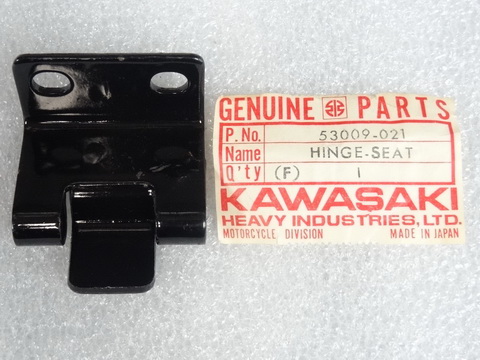 GENUINE PARTS
P.No. 53009-021
Name HINGE-SEAT
Q'ty (F) 1
KAWASAKI
HEAVY INDUSTRIES, LTD.
MOTORCYCLE DIVISION MADE IN JAPAN